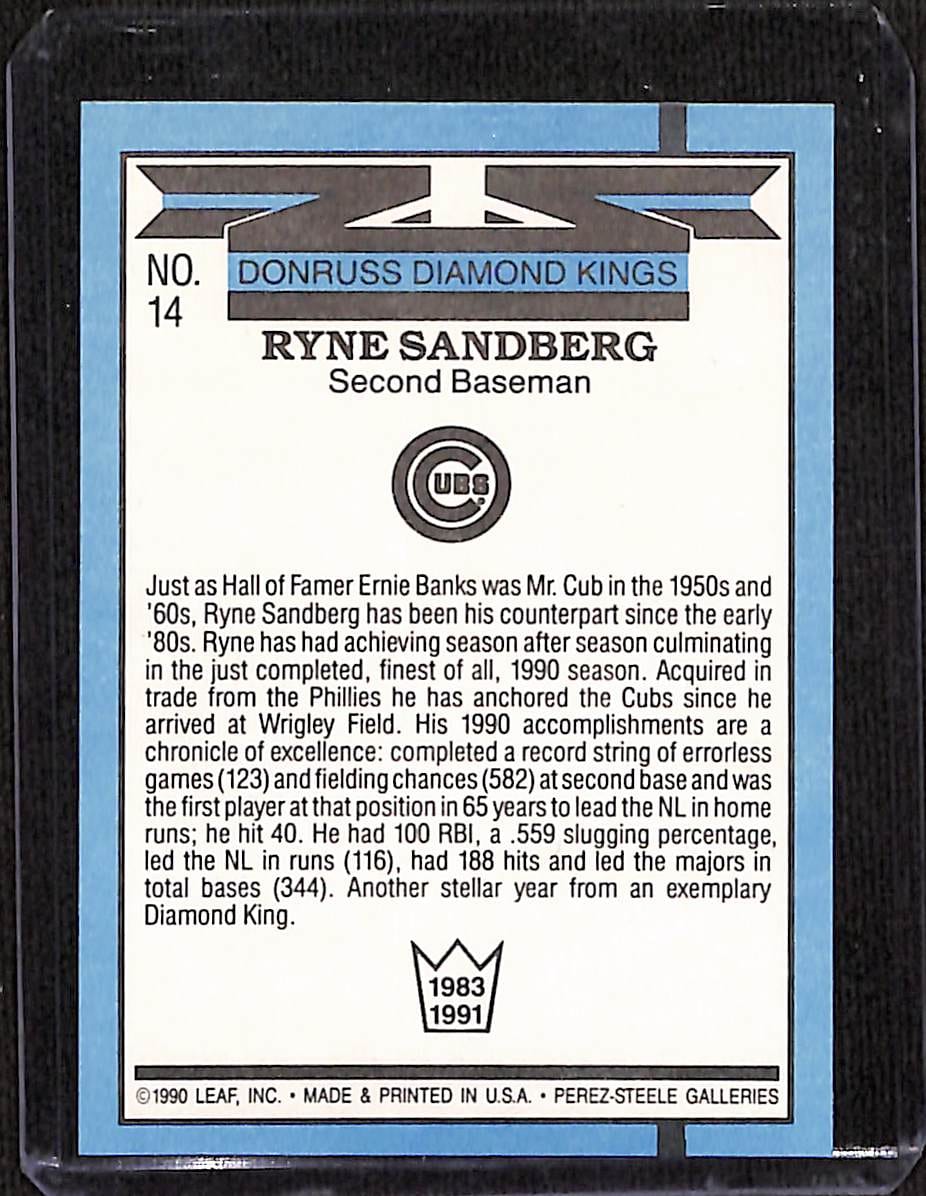 NO.
14
DONRUSS DIAMOND KINGS
RYNE SANDBERG
Second Baseman
CUBS
Just as Hall of Famer Ernie Banks was Mr. Cub in the 1950s and
'60s, Ryne Sandberg has been his counterpart since the early
'80s. Ryne has had achieving season after season culminating
in the just completed, finest of all, 1990 season. Acquired in
trade from the Phillies he has anchored the Cubs since he
arrived at Wrigley Field. His 1990 accomplishments are a
chronicle of excellence: completed a record string of errorless
games (123) and fielding chances (582) at second base and was
the first player at that position in 65 years to lead the NL in home
runs; he hit 40. He had 100 RBI, a .559 slugging percentage,
led the NL in runs (116), had 188 hits and led the majors in
total bases (344). Another stellar year from an exemplary
Diamond King.
1983
1991
©1990 LEAF, INC. • MADE & PRINTED IN U.S.A. • PEREZ-STEELE GALLERIES